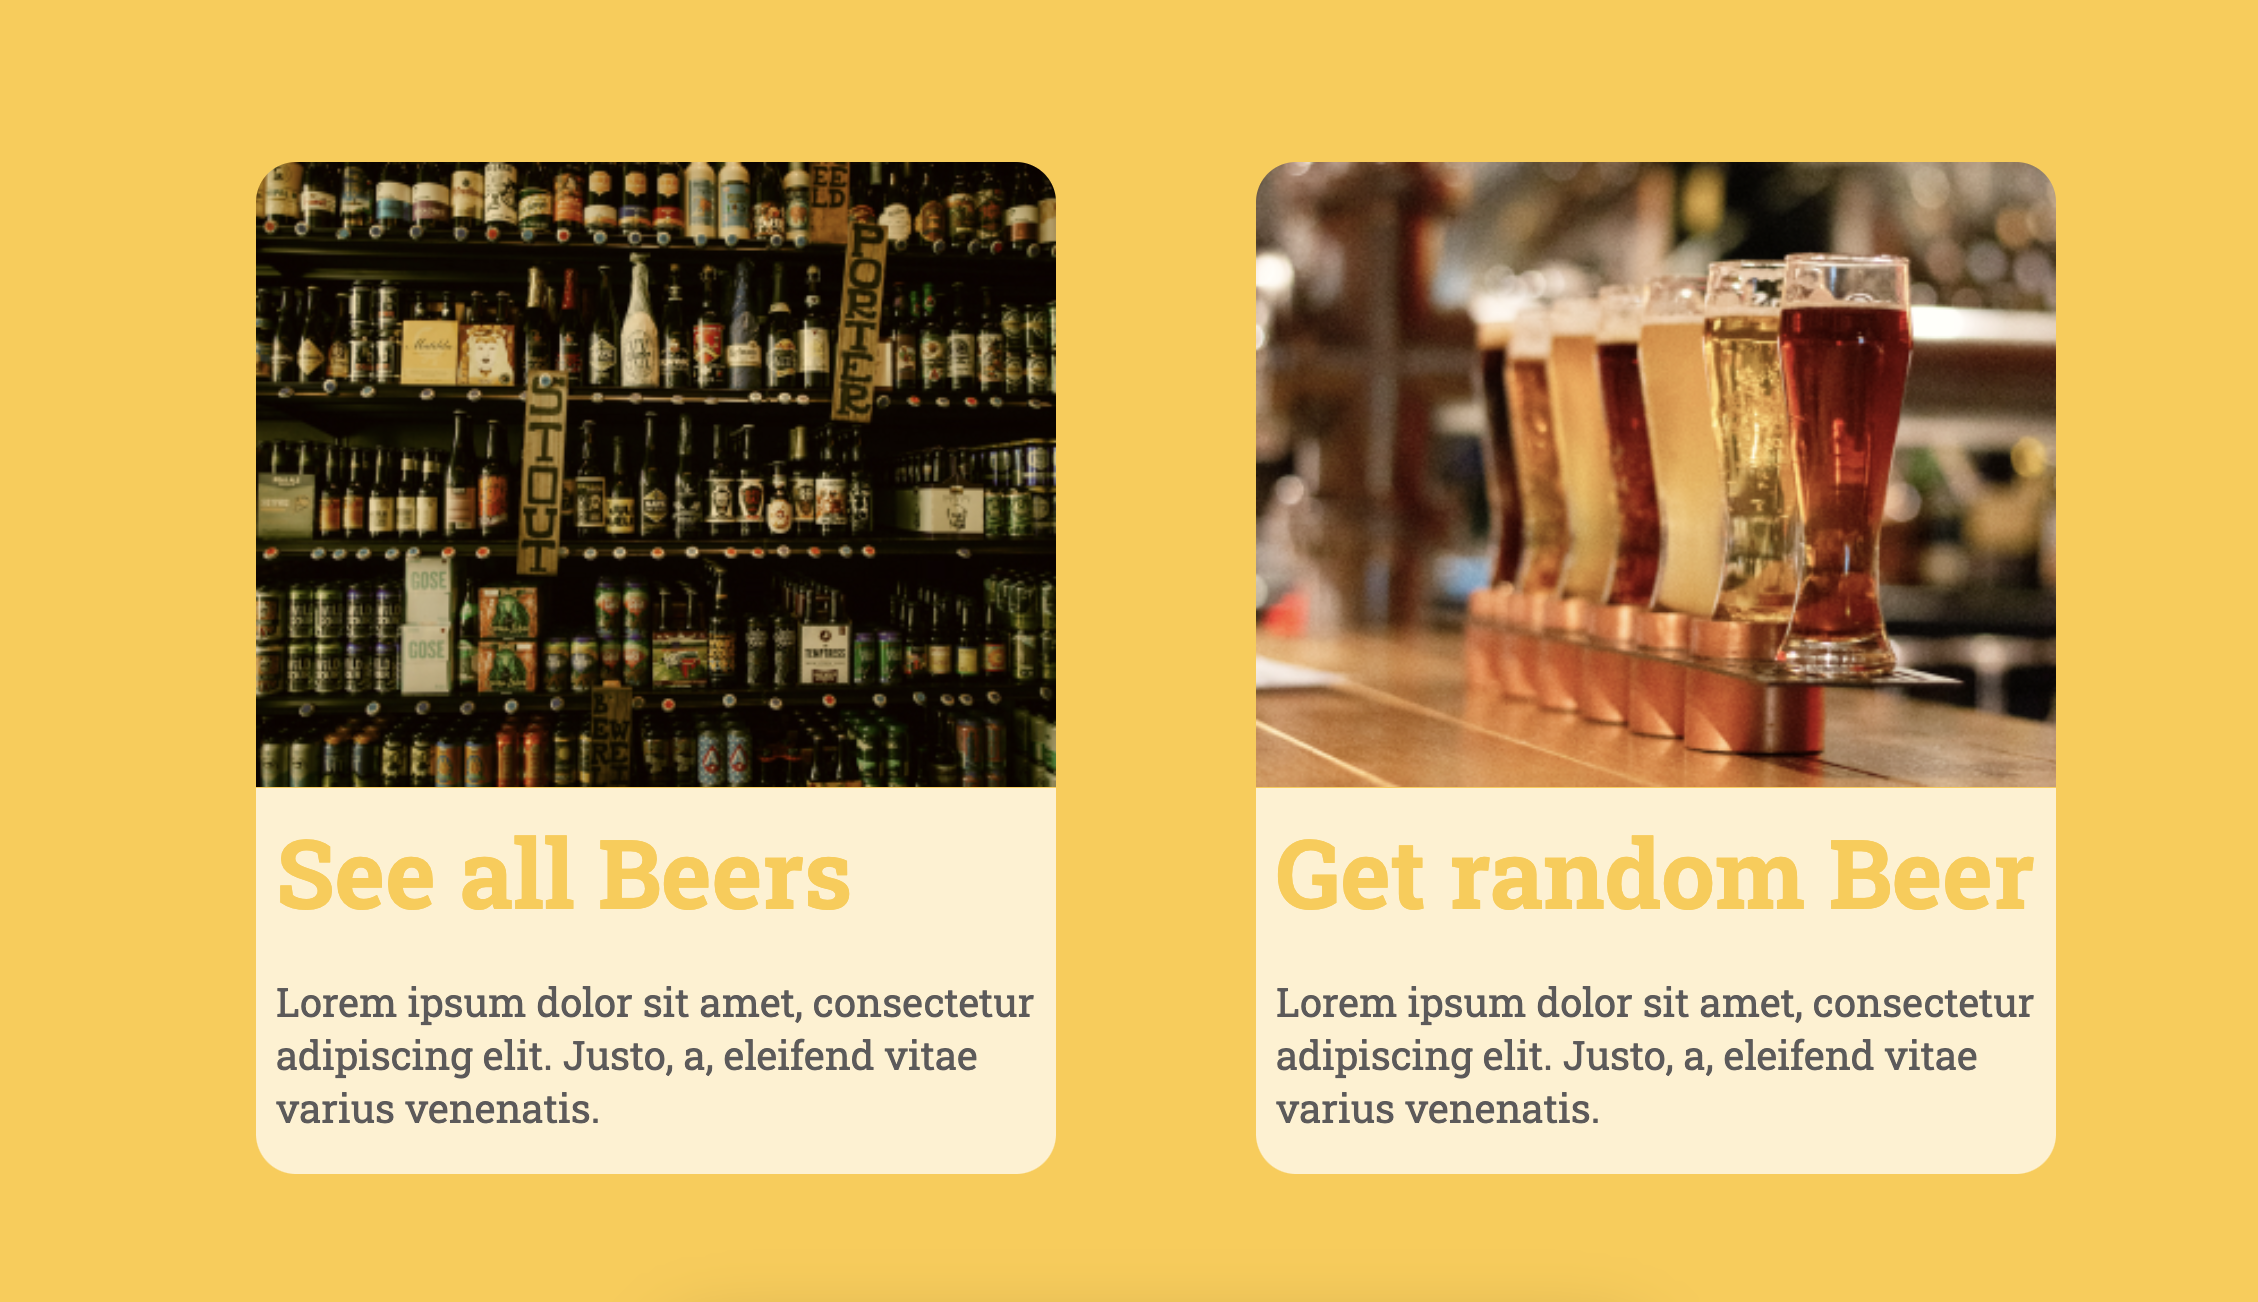 PORTER
STOUT
GOSE
GOSE
TEMPTRESS
See all Beers
Lorem ipsum dolor sit amet, consectetur
adipiscing elit. Justo, a, eleifend vitae
varius venenatis.
Get random Beer
Lorem ipsum dolor sit amet, consectetur
adipiscing elit. Justo, a, eleifend vitae
varius venenatis.